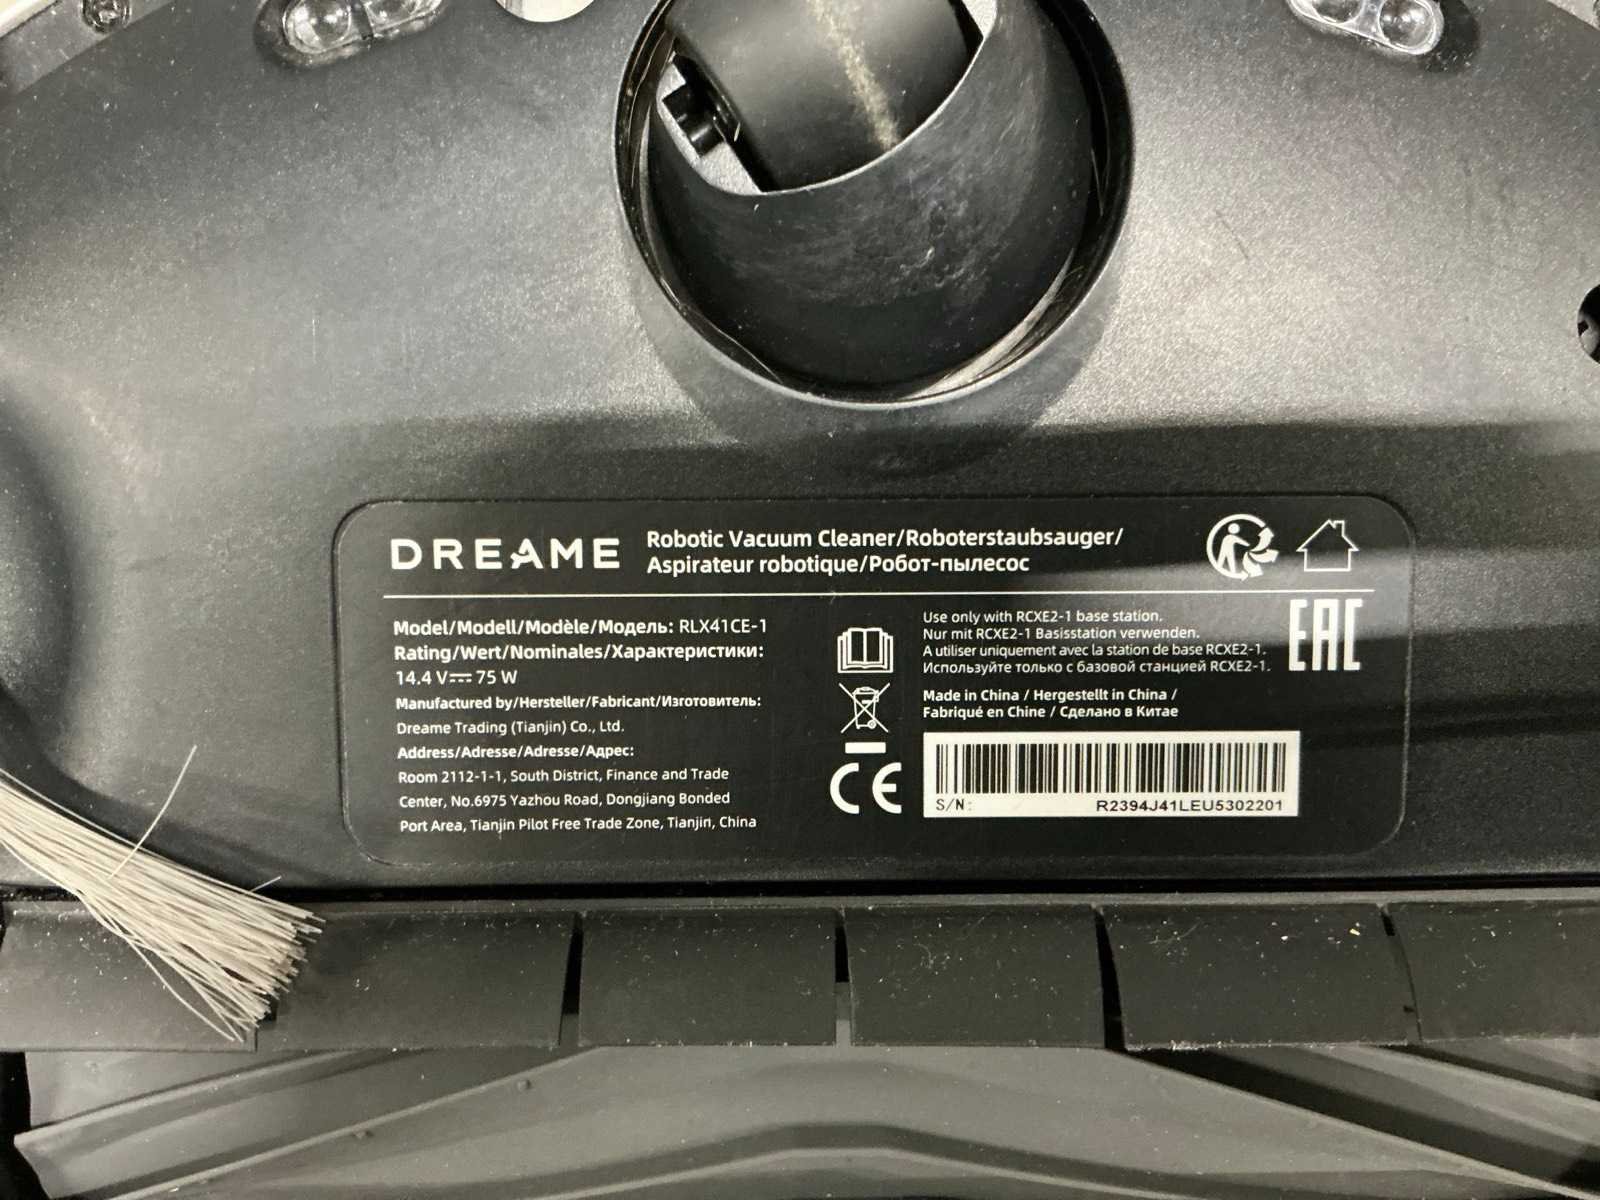 DREAME
Robotic Vacuum Cleaner/Roboterstaubsauger/
Aspirateur robotique/Робот-пылесос
Model/Modell/Modèle/Модель: RLX41CE-1
Rating/Wert/Nominales/Характеристики:
14.4 V⎓ 75 W
Manufactured by/Hersteller/Fabricant/Изготовитель:
Dreame Trading (Tianjin) Co., Ltd.
Address/Adresse/Adresse/Адрес:
Room 2112-1-1, South District, Finance and Trade
Center, No.6975 Yazhou Road, Dongjiang Bonded
Port Area, Tianjin Pilot Free Trade Zone, Tianjin, China
CE
Use only with RCXE2-1 base station.
Nur mit RCXE2-1 Basisstation verwenden.
A utiliser uniquement avec la station de base RCXE2-1.
Используйте только с базовой станцией RCXE2-1.
EAC
Made in China / Hergestellt in China /
Fabriqué en Chine / Сделано в Китае
S/N: R2394J41LEU5302201